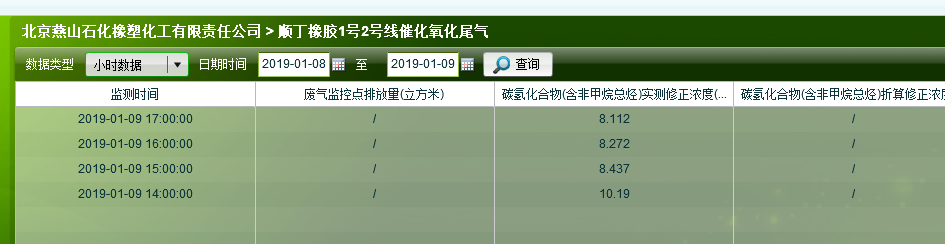 北京燕山石化橡塑化工有限责任公司 > 顺丁橡胶1号2号线催化氧化尾气
数据类型 小时数据 日期时间 2019-01-08 至 2019-01-09 查询
监测时间 废气监控点排放量(立方米) 碳氢化合物(含非甲烷总烃)实测修正浓度(... 碳氢化合物(含非甲烷总烃)折算修正浓度
2019-01-09 17:00:00 / 8.112 /
2019-01-09 16:00:00 / 8.272 /
2019-01-09 15:00:00 / 8.437 /
2019-01-09 14:00:00 / 10.19 /